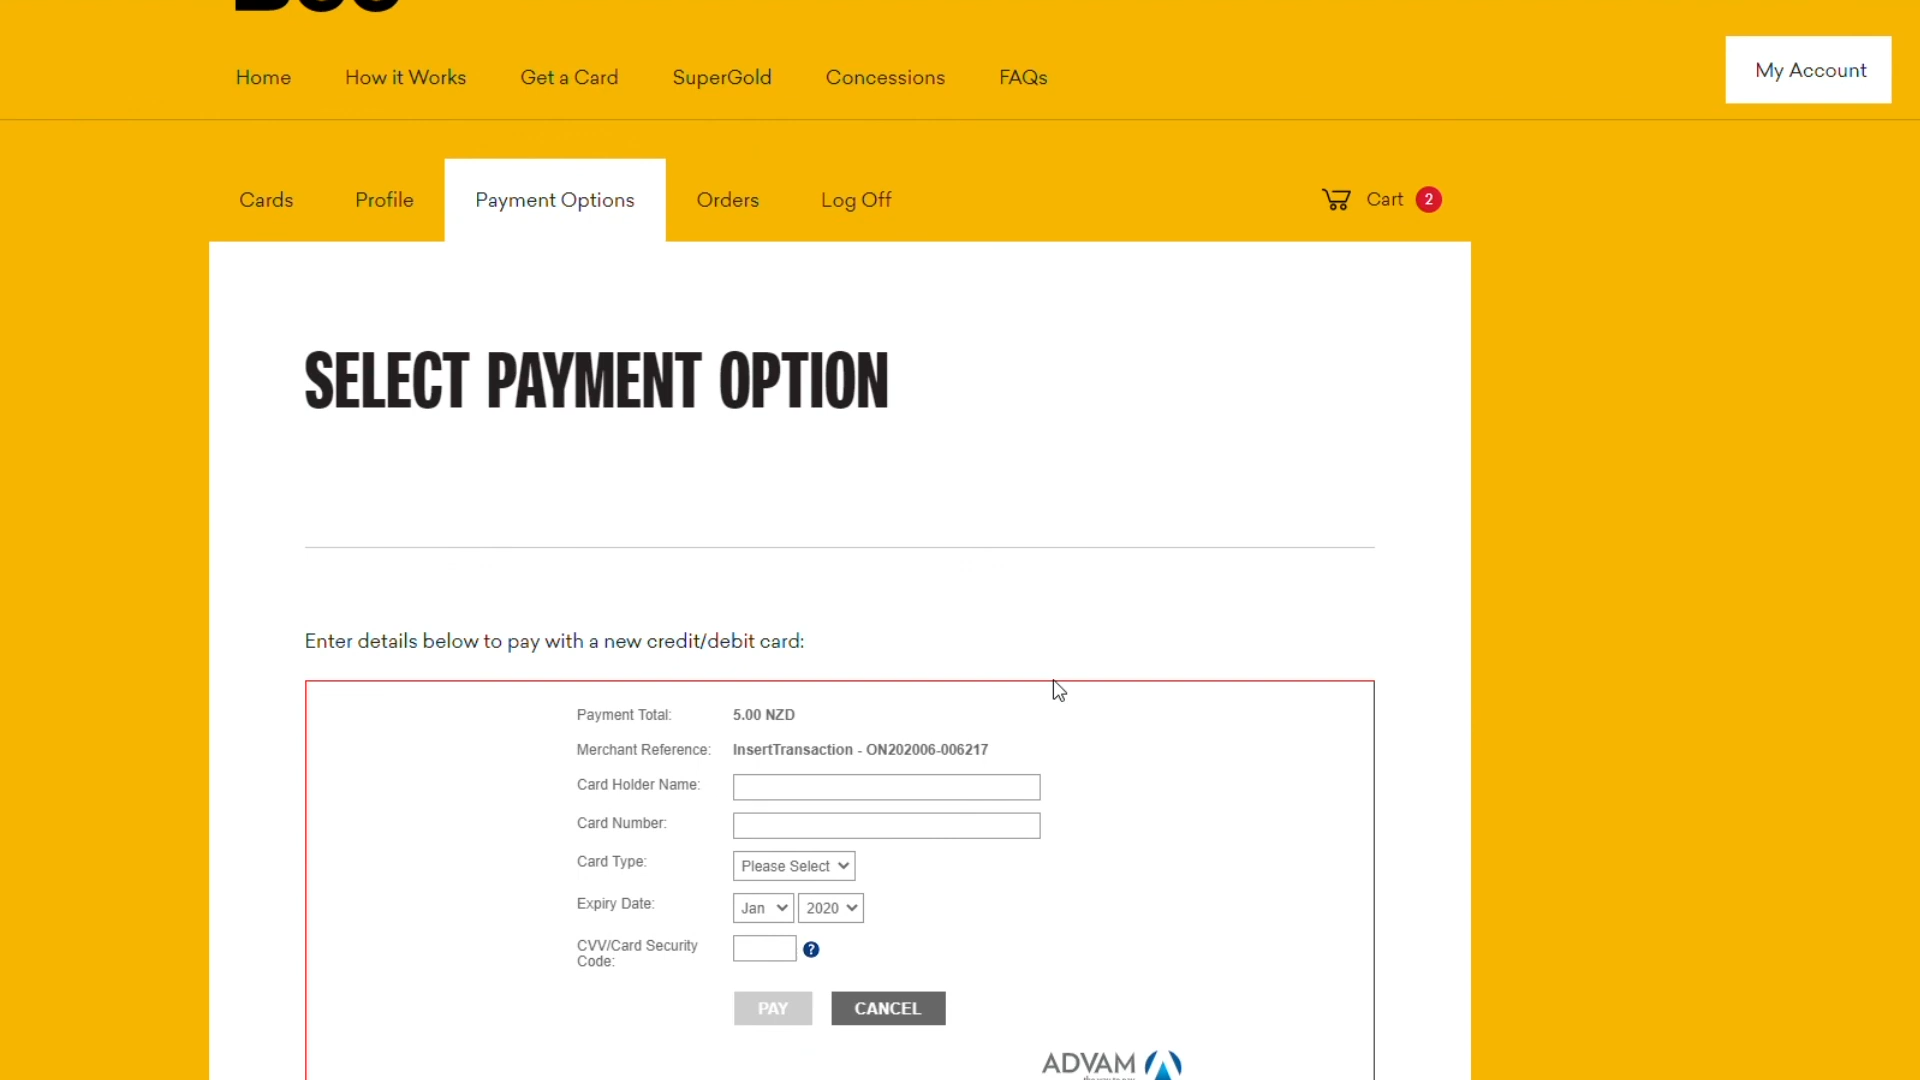 Home How it Works Get a Card SuperGold Concessions FAQs
My Account
Cards Profile Payment Options Orders Log Off Cart 2
SELECT PAYMENT OPTION
Enter details below to pay with a new credit/debit card:
Payment Total: 5.00 NZD
Merchant Reference: InsertTransaction - ON202006-006217
Card Holder Name:
Card Number:
Card Type: Please Select
Expiry Date: Jan 2020
CVV/Card Security
Code: ?
PAY CANCEL
ADVAM